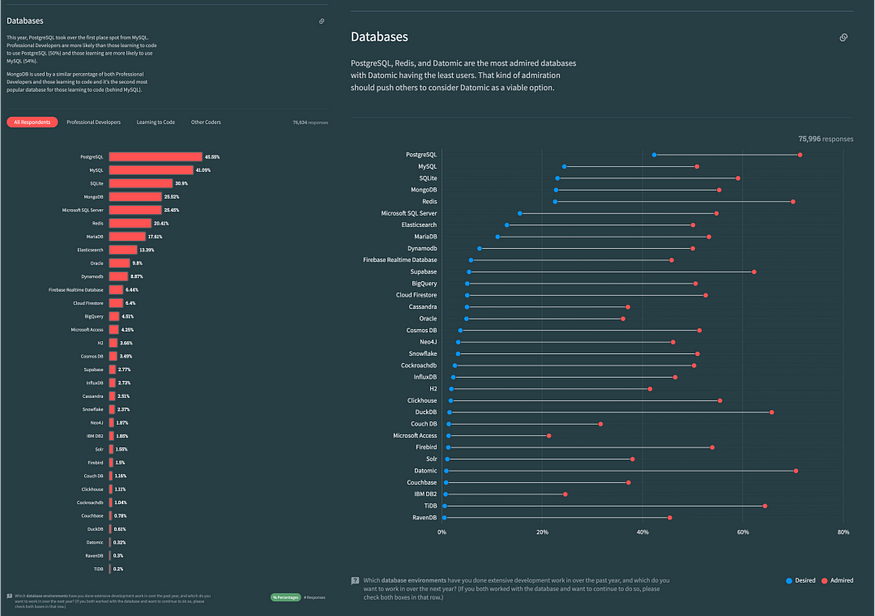 Databases
This year, PostgreSQL took over the first place spot from MySQL.
Professional Developers are more likely than those learning to code
to use PostgreSQL (50%) and those learning are more likely to use
MySQL (54%).
MongoDB is used by a similar percentage of both Professional
Developers and those learning to code and it's the second most
popular database for those learning to code (behind MySQL).
All Respondents Professional Developers Learning to Code Other Coders 76,634 responses
PostgreSQL 45.55%
MySQL 41.09%
SQLite 30.9%
MongoDB 25.52%
Microsoft SQL Server 25.45%
Redis 20.41%
MariaDB 17.61%
Elasticsearch 13.39%
Oracle 9.8%
Dynamodb 8.87%
Firebase Realtime Database 6.44%
Cloud Firestore 6.4%
BigQuery 4.51%
Microsoft Access 4.25%
H2 3.66%
Cosmos DB 3.49%
Supabase 2.77%
InfluxDB 2.73%
Cassandra 2.51%
Snowflake 2.37%
Neo4J 1.87%
IBM DB2 1.85%
Solr 1.55%
Firebird 1.5%
Couch DB 1.16%
Clickhouse 1.11%
Cockroachdb 1.04%
Couchbase 0.78%
DuckDB 0.61%
Datomic 0.32%
RavenDB 0.3%
TiDB 0.2%
Which database environments have you done extensive development work in over the past year, and which do you
want to work in over the next year? (If you both worked with the database and want to continue to do so, please
check both boxes in that row.)
% Percentages # Responses
Databases
PostgreSQL, Redis, and Datomic are the most admired databases
with Datomic having the least users. That kind of admiration
should push others to consider Datomic as a viable option.
75,996 responses
PostgreSQL
MySQL
SQLite
MongoDB
Redis
Microsoft SQL Server
Elasticsearch
MariaDB
Dynamodb
Firebase Realtime Database
Supabase
BigQuery
Cloud Firestore
Cassandra
Oracle
Cosmos DB
Neo4J
Snowflake
Cockroachdb
InfluxDB
H2
Clickhouse
DuckDB
Couch DB
Microsoft Access
Firebird
Solr
Datomic
Couchbase
IBM DB2
TiDB
RavenDB
0% 20% 40% 60% 80%
Which database environments have you done extensive development work in over the past year, and which do you
want to work in over the next year? (If you both worked with the database and want to continue to do so, please
check both boxes in that row.)
Desired Admired